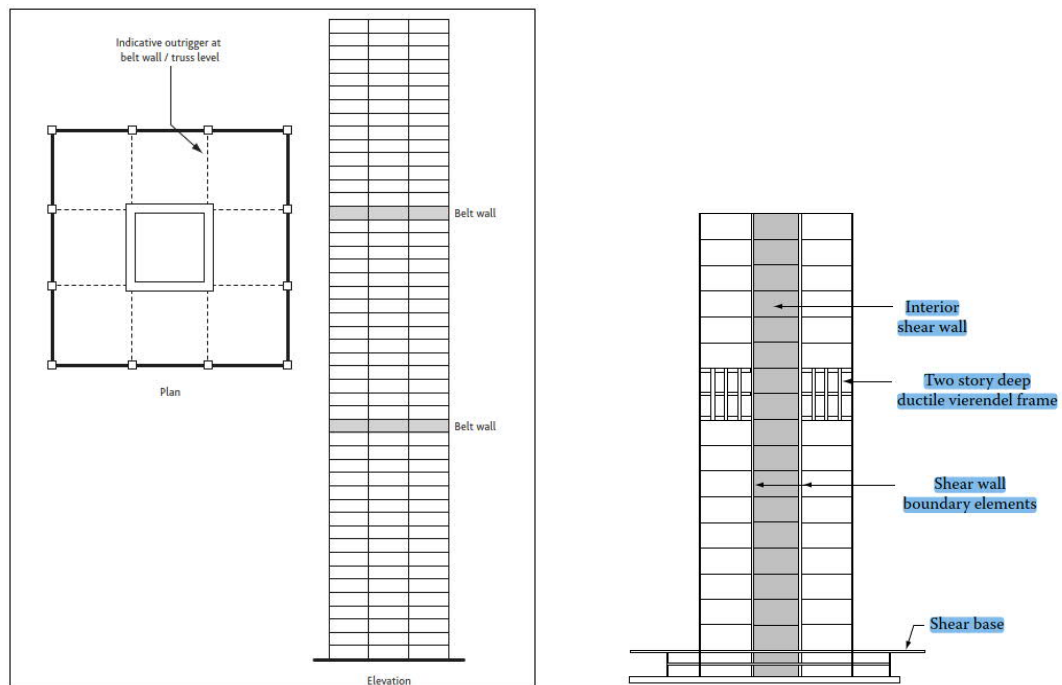 Indicative outrigger at
belt wall / truss level
Plan
Belt wall
Belt wall
Elevation
Interior
shear wall
Two story deep
ductile vierendel frame
Shear wall
boundary elements
Shear base